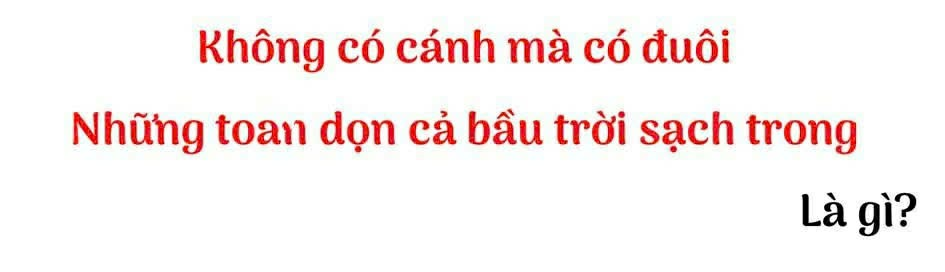 Không có cánh mà có đuôi
Những toan dọn cả bầu trời sạch trong
Là gì?